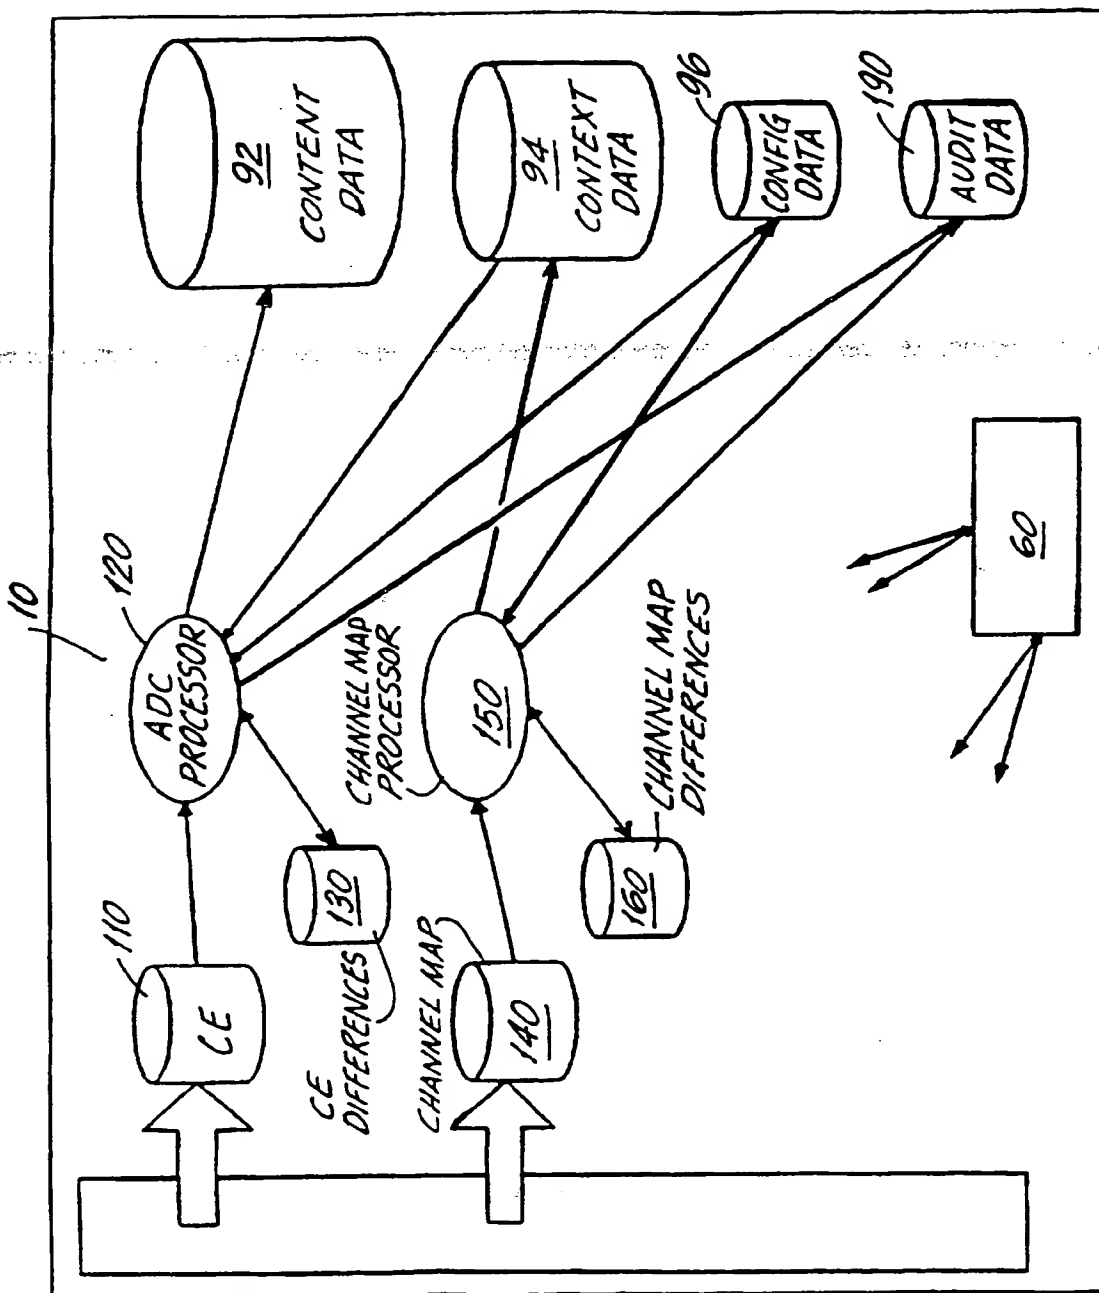 10
110
CE
120
ADC
PROCESSOR
92
CONTENT
DATA
CE
DIFFERENCES
130
CHANNEL MAP
140
CHANNEL MAP
PROCESSOR
150
94
CONTEXT
DATA
160
CHANNEL MAP
DIFFERENCES
96
CONFIG
DATA
190
AUDIT
DATA
60